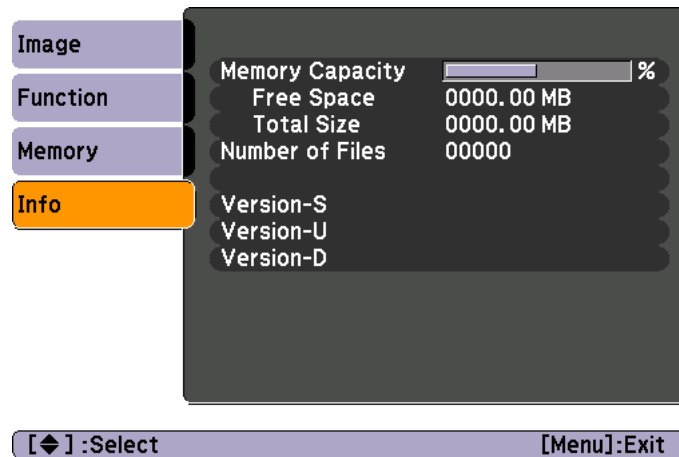 Image
Function
Memory
Info
Memory Capacity %
Free Space 0000.00 MB
Total Size 0000.00 MB
Number of Files 00000
Version-S
Version-U
Version-D
[◆] :Select [Menu]:Exit